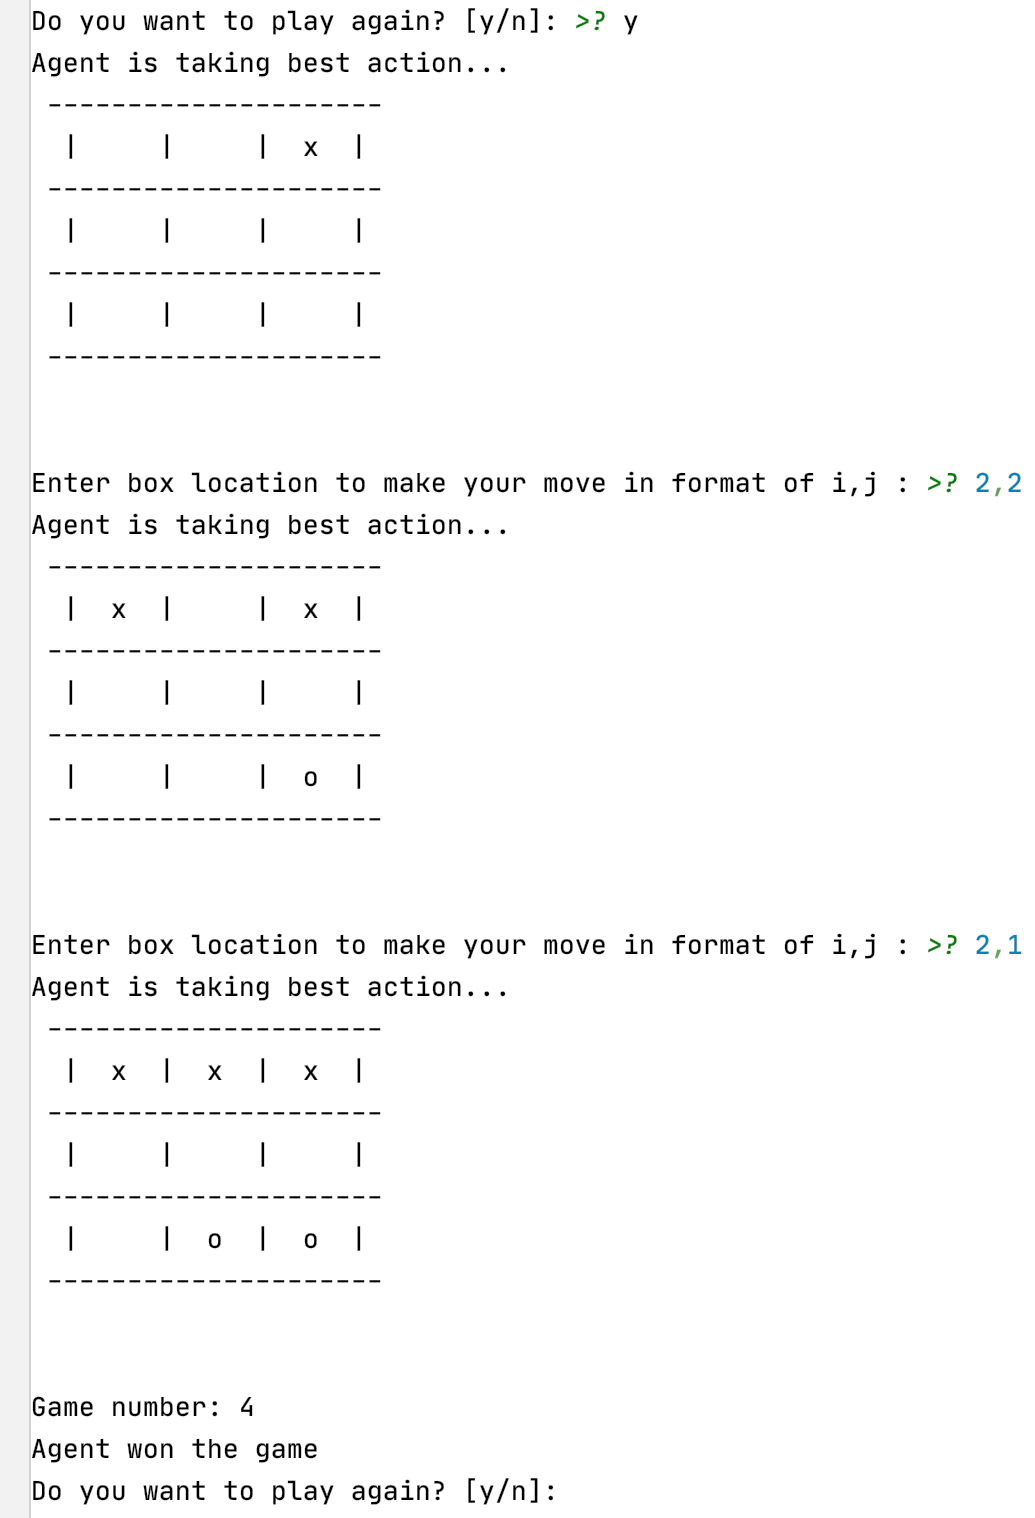 Do you want to play again? [y/n]: >? y
Agent is taking best action...
---------------------
|     |     |  x  |
---------------------
|     |     |     |
---------------------
|     |     |     |
---------------------
Enter box location to make your move in format of i,j : >? 2,2
Agent is taking best action...
---------------------
|  x  |     |  x  |
---------------------
|     |     |     |
---------------------
|     |     |  o  |
---------------------
Enter box location to make your move in format of i,j : >? 2,1
Agent is taking best action...
---------------------
|  x  |  x  |  x  |
---------------------
|     |     |     |
---------------------
|     |  o  |  o  |
---------------------
Game number: 4
Agent won the game
Do you want to play again? [y/n]: